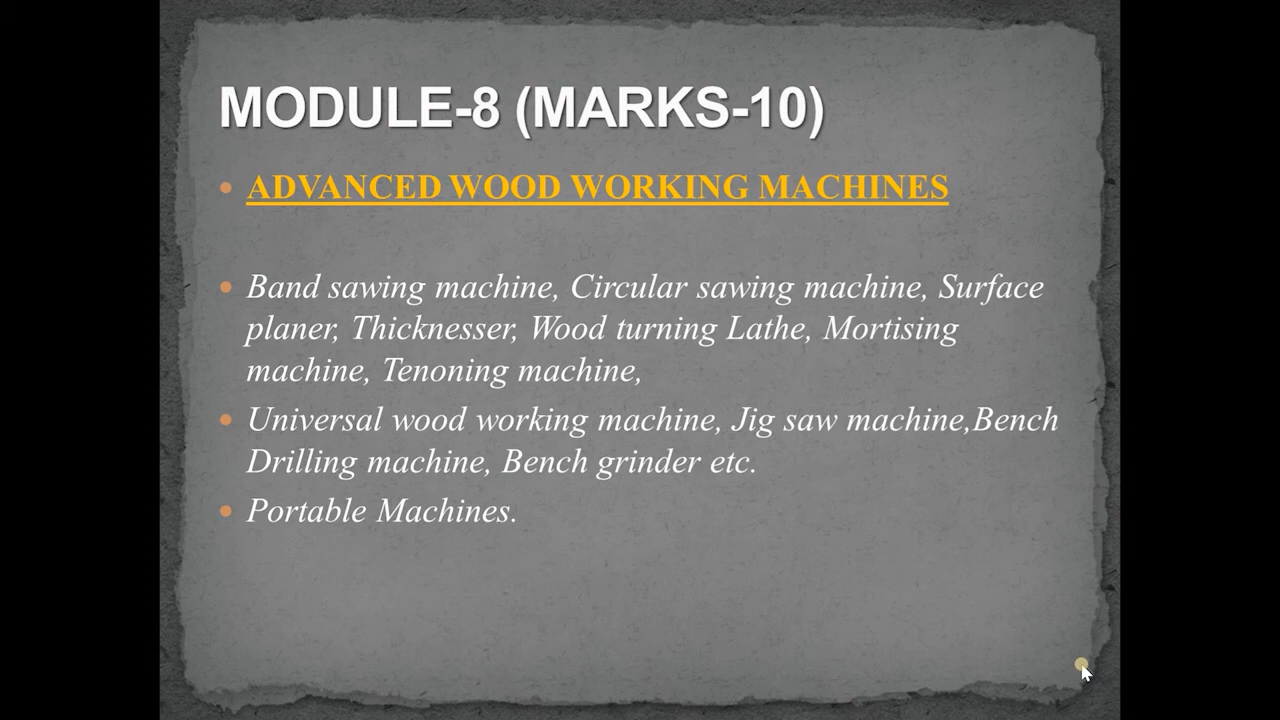 MODULE-8 (MARKS-10)
ADVANCED WOOD WORKING MACHINES
Band sawing machine, Circular sawing machine, Surface
planer, Thicknesser, Wood turning Lathe, Mortising
machine, Tenoning machine,
Universal wood working machine, Jig saw machine,Bench
Drilling machine, Bench grinder etc.
Portable Machines.